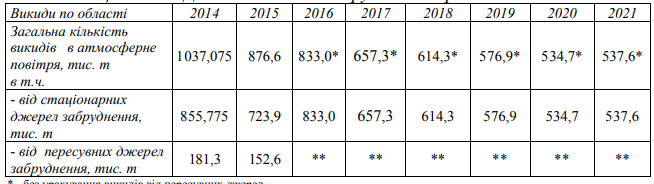 Викиди по області 2014 2015 2016 2017 2018 2019 2020 2021
Загальна кількість
викидів в атмосферне
повітря, тис. т
в т.ч.
1037,075 876,6 833,0* 657,3* 614,3* 576,9* 534,7* 537,6*
- від стаціонарних
джерел забруднення,
тис. т
855,775 723,9 833,0 657,3 614,3 576,9 534,7 537,6
- від пересувних джерел
забруднення, тис. т
181,3 152,6 ** ** ** ** ** **